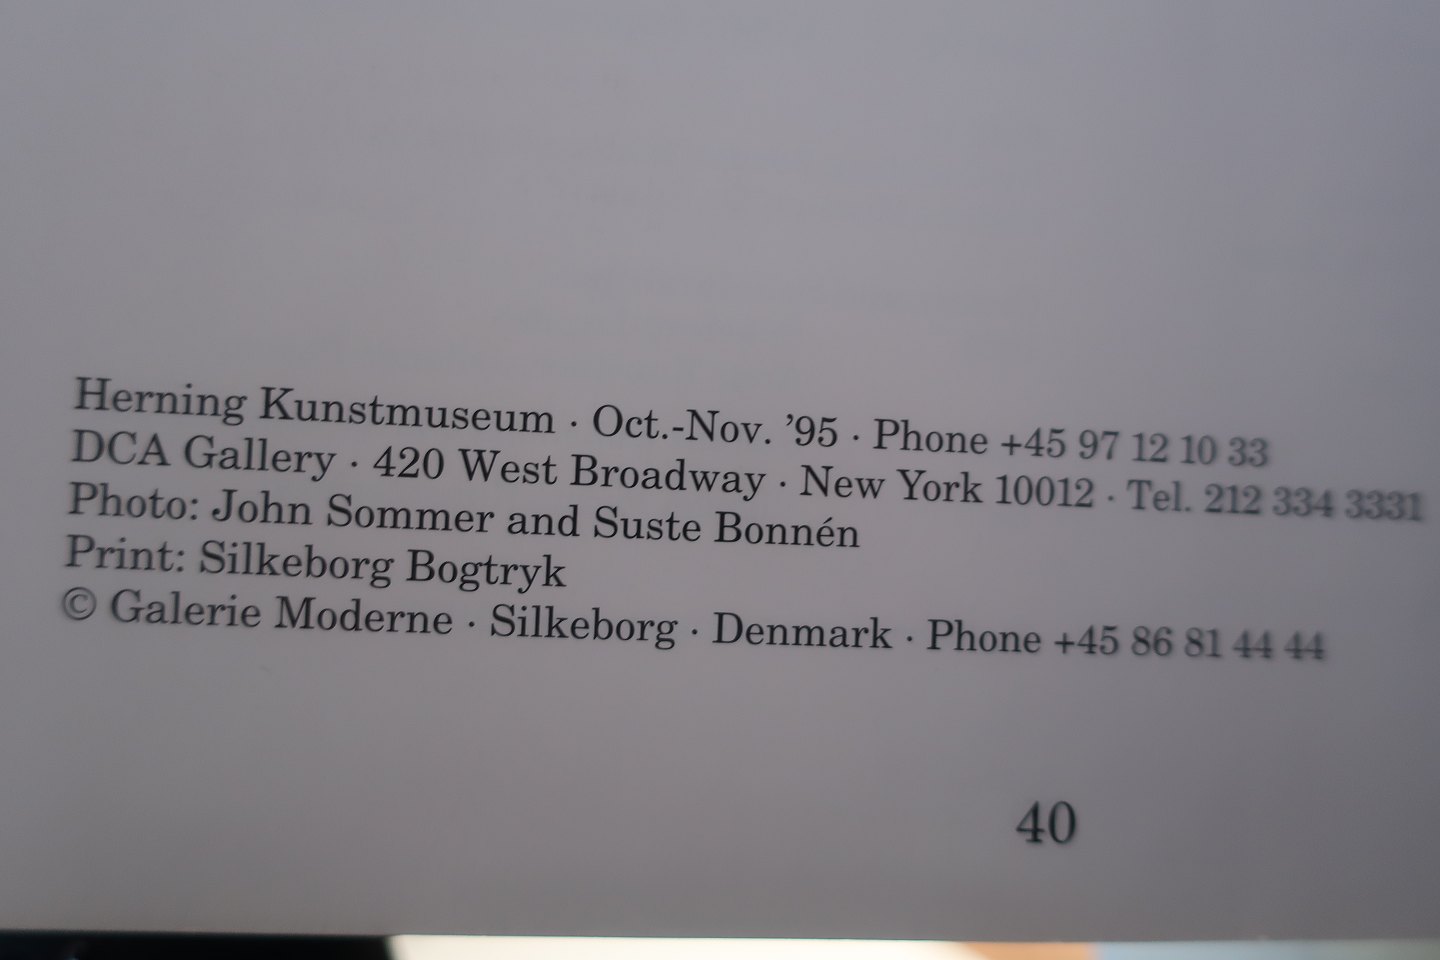 Herning Kunstmuseum · Oct.-Nov. ’95 · Phone +45 97 12 10 33
DCA Gallery · 420 West Broadway · New York 10012 · Tel. 212 334 3331
Photo: John Sommer and Suste Bonnén
Print: Silkeborg Bogtryk
© Galerie Moderne · Silkeborg · Denmark · Phone +45 86 81 44 44
40